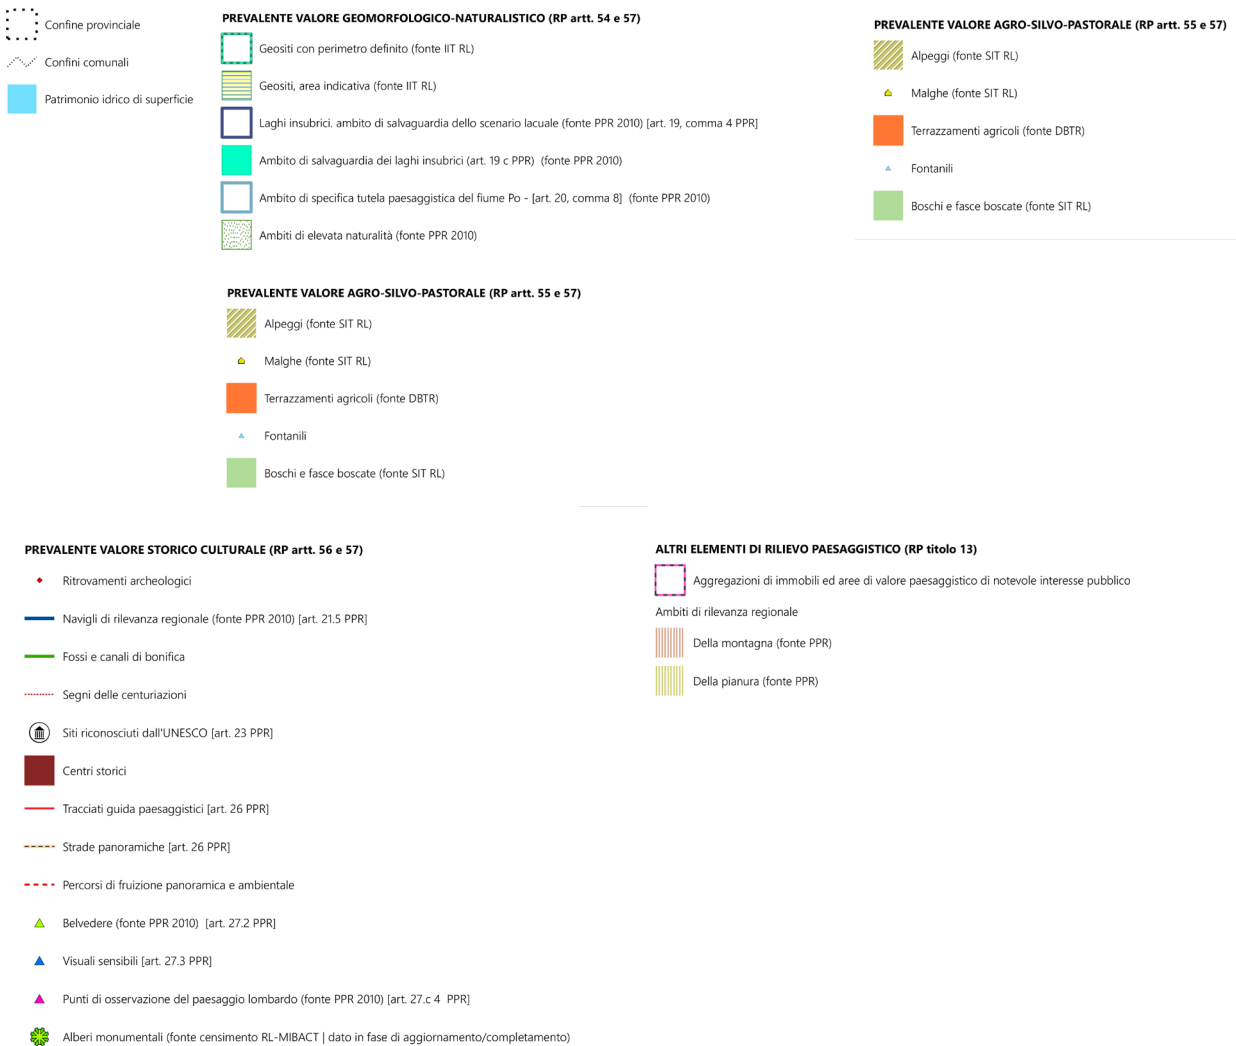 Confine provinciale
Confini comunali
Patrimonio idrico di superficie
PREVALENTE VALORE GEOMORFOLOGICO-NATURALISTICO (RP artt. 54 e 57)
Geositi con perimetro definito (fonte IIT RL)
Geositi, area indicativa (fonte IIT RL)
Laghi insubrici. ambito di salvaguardia dello scenario lacuale (fonte PPR 2010) [art. 19, comma 4 PPR]
Ambito di salvaguardia dei laghi insubrici (art. 19 c PPR) (fonte PPR 2010)
Ambito di specifica tutela paesaggistica del fiume Po - [art. 20, comma 8] (fonte PPR 2010)
Ambiti di elevata naturalità (fonte PPR 2010)
PREVALENTE VALORE AGRO-SILVO-PASTORALE (RP artt. 55 e 57)
Alpeggi (fonte SIT RL)
Malghe (fonte SIT RL)
Terrazzamenti agricoli (fonte DBTR)
Fontanili
Boschi e fasce boscate (fonte SIT RL)
PREVALENTE VALORE AGRO-SILVO-PASTORALE (RP artt. 55 e 57)
Alpeggi (fonte SIT RL)
Malghe (fonte SIT RL)
Terrazzamenti agricoli (fonte DBTR)
Fontanili
Boschi e fasce boscate (fonte SIT RL)
PREVALENTE VALORE STORICO CULTURALE (RP artt. 56 e 57)
Ritrovamenti archeologici
Navigli di rilevanza regionale (fonte PPR 2010) [art. 21.5 PPR]
Fossi e canali di bonifica
Segni delle centuriazioni
Siti riconosciuti dall'UNESCO [art. 23 PPR]
Centri storici
Tracciati guida paesaggistici [art. 26 PPR]
Strade panoramiche [art. 26 PPR]
Percorsi di fruizione panoramica e ambientale
Belvedere (fonte PPR 2010) [art. 27.2 PPR]
Visuali sensibili [art. 27.3 PPR]
Punti di osservazione del paesaggio lombardo (fonte PPR 2010) [art. 27.c 4 PPR]
Alberi monumentali (fonte censimento RL-MIBACT | dato in fase di aggiornamento/completamento)
ALTRI ELEMENTI DI RILIEVO PAESAGGISTICO (RP titolo 13)
Aggregazioni di immobili ed aree di valore paesaggistico di notevole interesse pubblico
Ambiti di rilevanza regionale
Della montagna (fonte PPR)
Della pianura (fonte PPR)